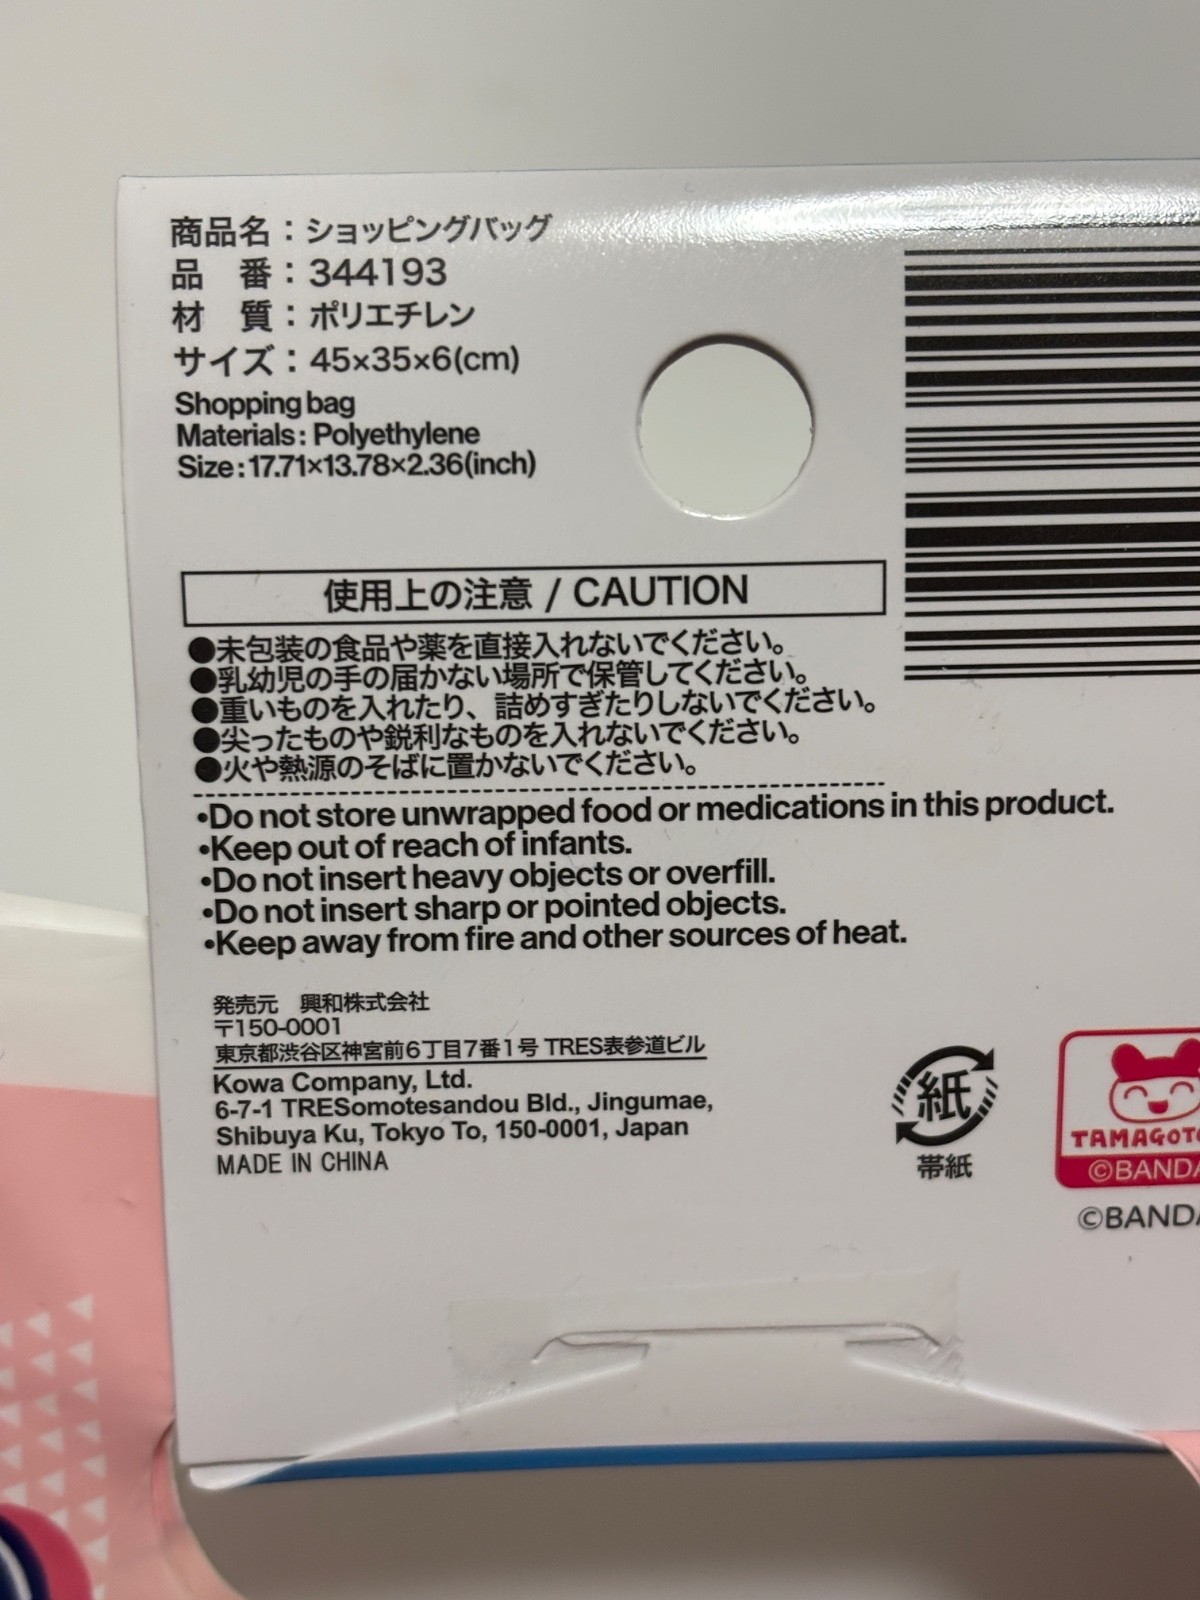 商品名：ショッピングバッグ
品　番：344193
材　質：ポリエチレン
サイズ：45×35×6(cm)
Shopping bag
Materials: Polyethylene
Size:17.71×13.78×2.36(inch)
使用上の注意 / CAUTION
●未包装の食品や薬を直接入れないでください。
●乳幼児の手の届かない場所で保管してください。
●重いものを入れたり、詰めすぎたりしないでください。
●尖ったものや鋭利なものを入れないでください。
●火や熱源のそばに置かないでください。
•Do not store unwrapped food or medications in this product.
•Keep out of reach of infants.
•Do not insert heavy objects or overfill.
•Do not insert sharp or pointed objects.
•Keep away from fire and other sources of heat.
発売元　興和株式会社
〒150-0001
東京都渋谷区神宮前6丁目7番1号 TRES表参道ビル
Kowa Company, Ltd.
6-7-1 TRESomotesandou Bld., Jingumae,
Shibuya Ku, Tokyo To, 150-0001, Japan
MADE IN CHINA
紙
帯紙
TAMAGOT
©BANDA
©BANDA